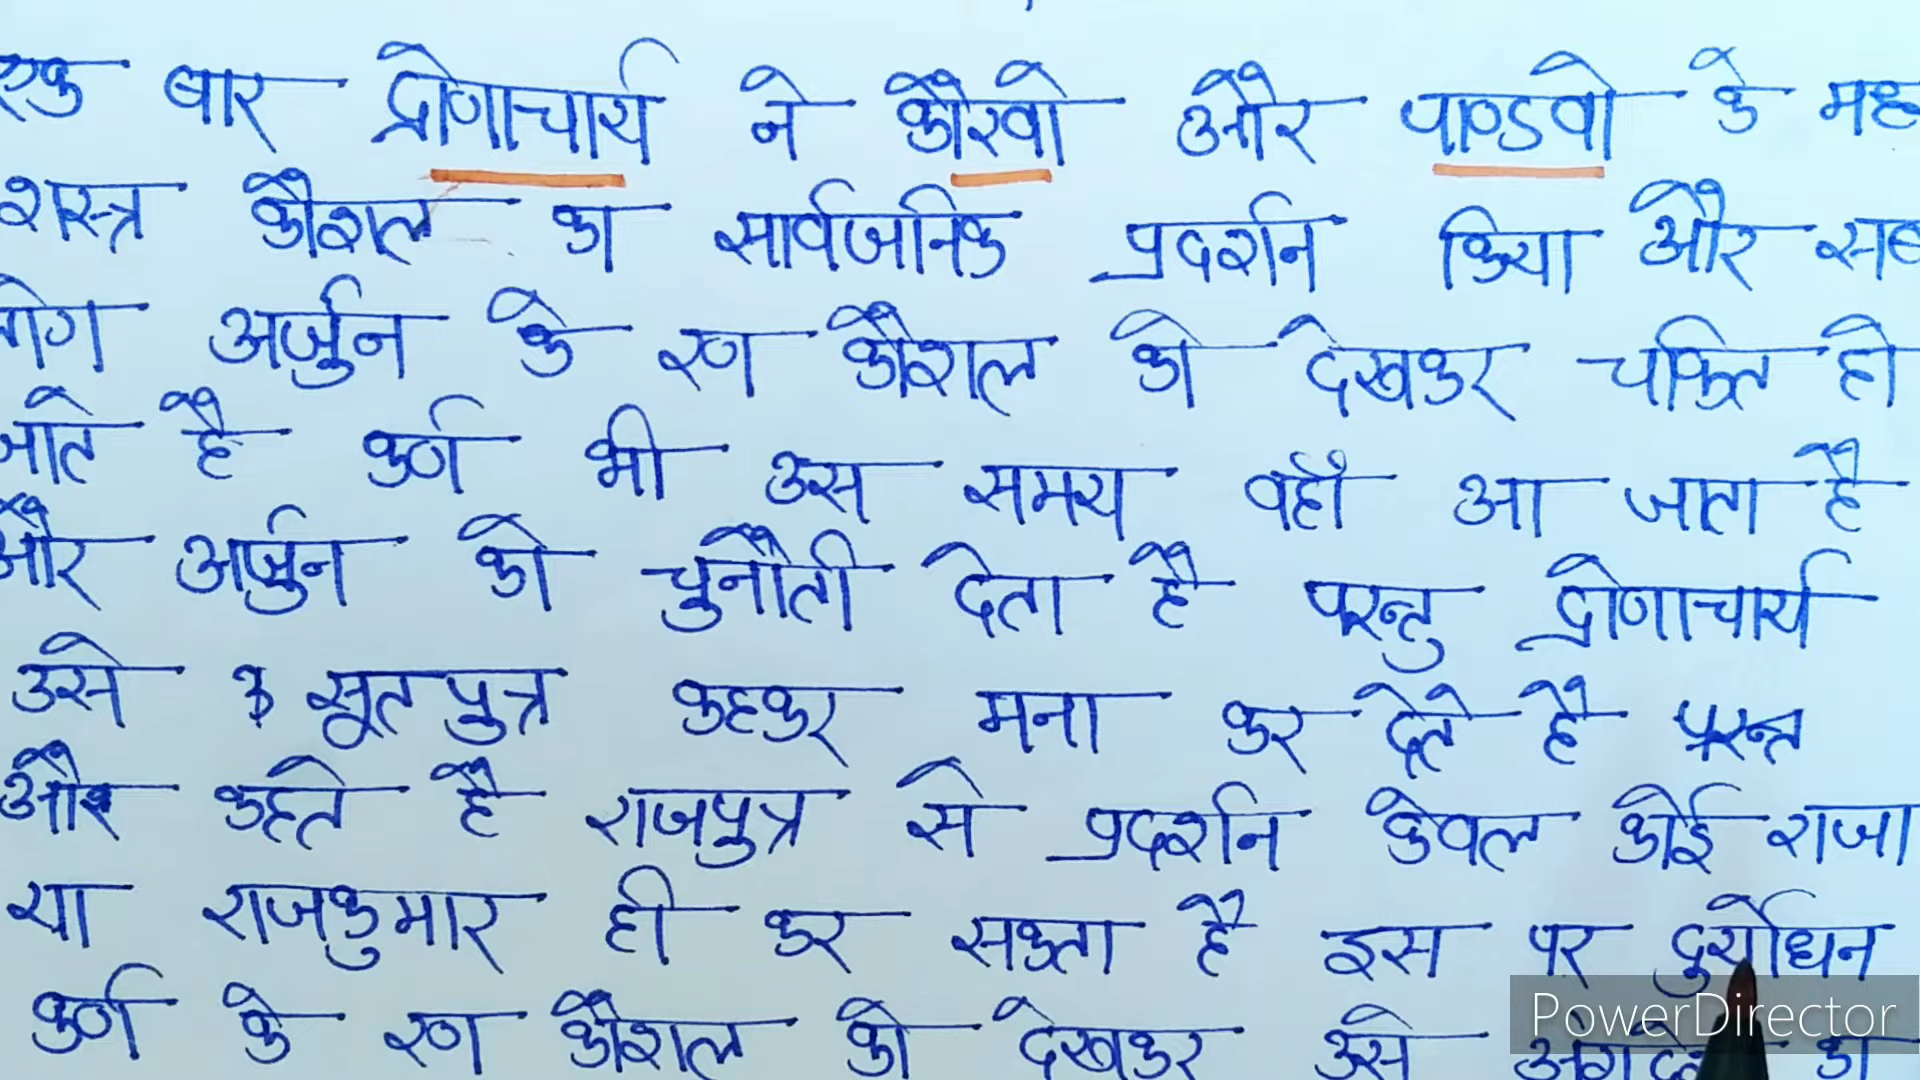 एक बार द्रोणाचार्य ने कौरवो और पाण्डवो के मध्य
शस्त्र कौशल का सार्वजनिक प्रदर्शन किया और सब
लोग अर्जुन के रण कौशल को देखकर चकित हो
जाते है कर्ण भी उस समय वहाँ आ जाता है
और अर्जुन को चुनौती देता है परन्तु द्रोणाचार्य
उसे सूतपुत्र कहकर मना कर देते है परन्त
और कहते है राजपुत्र से प्रदर्शन केवल कोई राजा
या राजकुमार ही कर सकता है इस पर दुर्योधन
कर्ण के रण कौशल को देखकर उसे का
PowerDirector